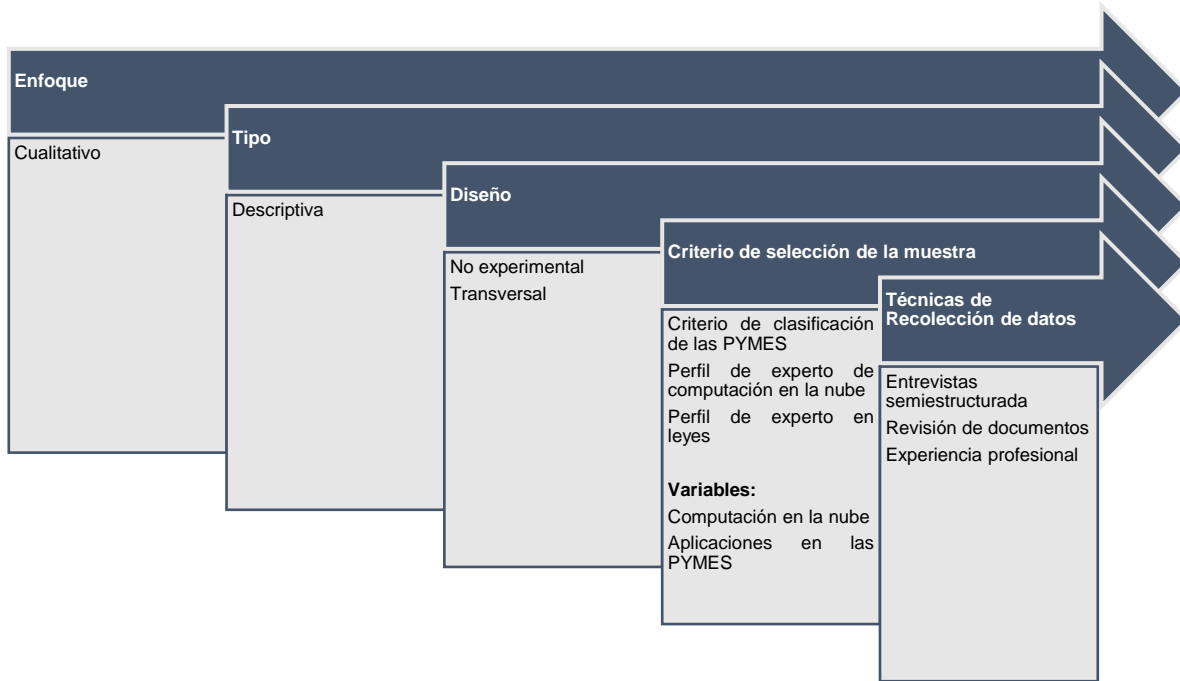 Enfoque
Cualitativo
Tipo
Descriptiva
Diseño
No experimental
Transversal
Criterio de selección de la muestra
Criterio de clasificación
de las PYMES
Perfil de experto de
computación en la nube
Perfil de experto en
leyes
Variables:
Computación en la nube
Aplicaciones en las
PYMES
Técnicas de
Recolección de datos
Entrevistas
semiestructurada
Revisión de documentos
Experiencia profesional